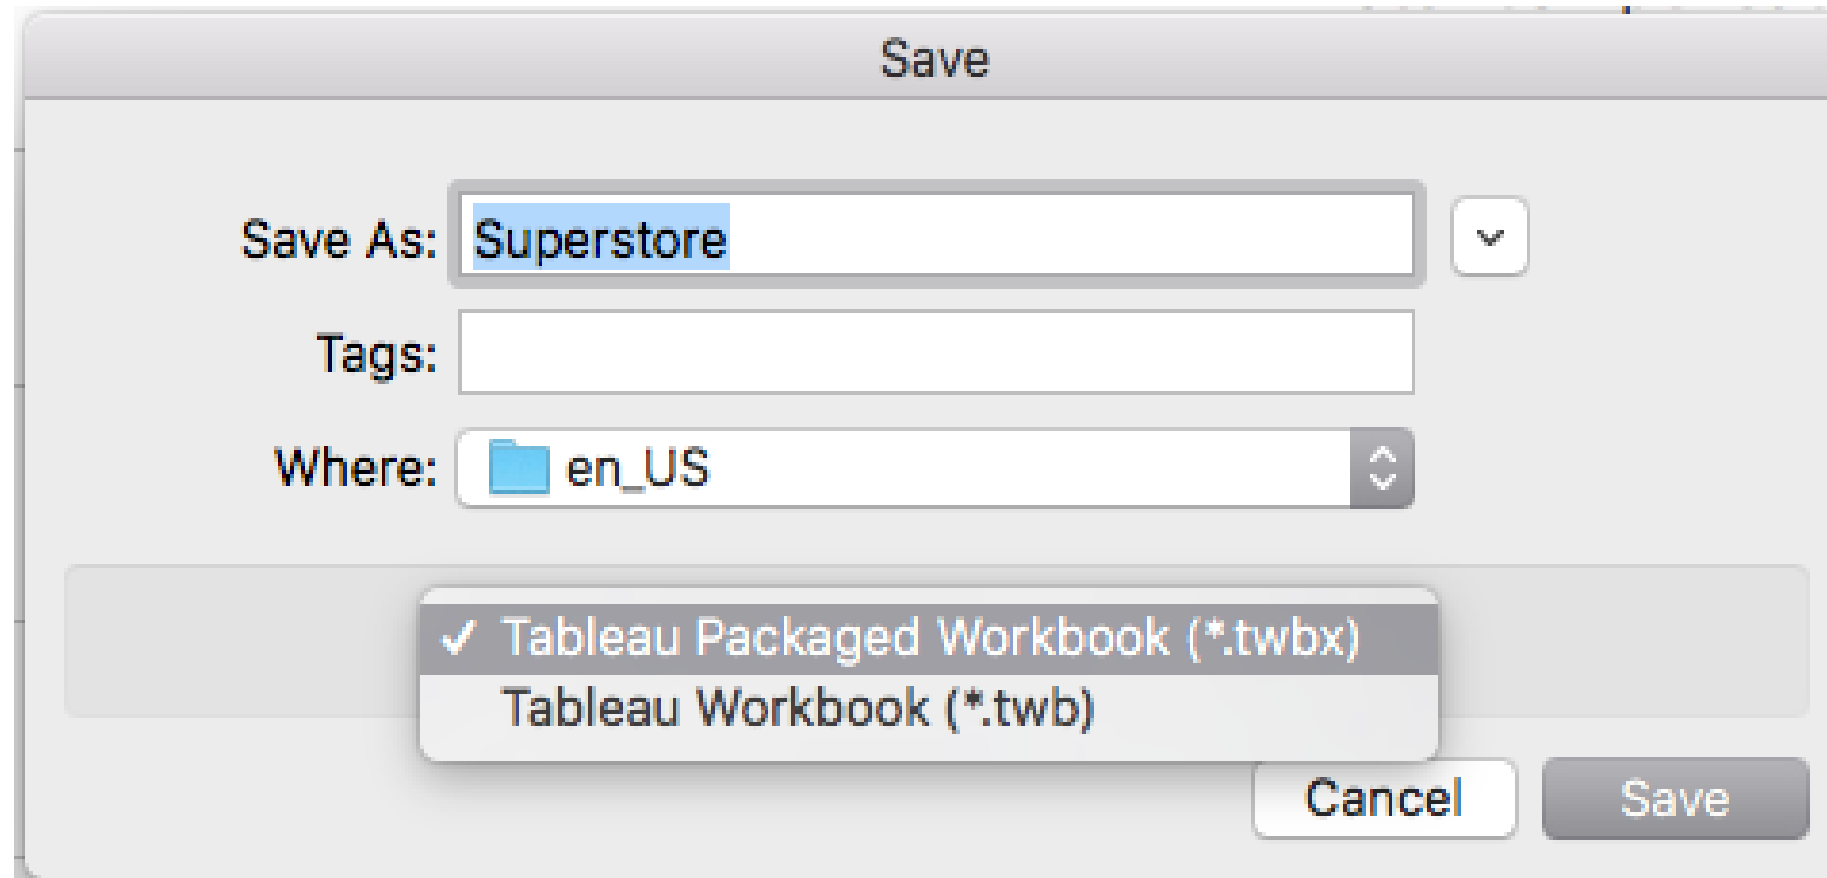 Save
Save As: Superstore
Tags:
Where: en_US
✓ Tableau Packaged Workbook (*.twbx)
Tableau Workbook (*.twb)
Cancel Save